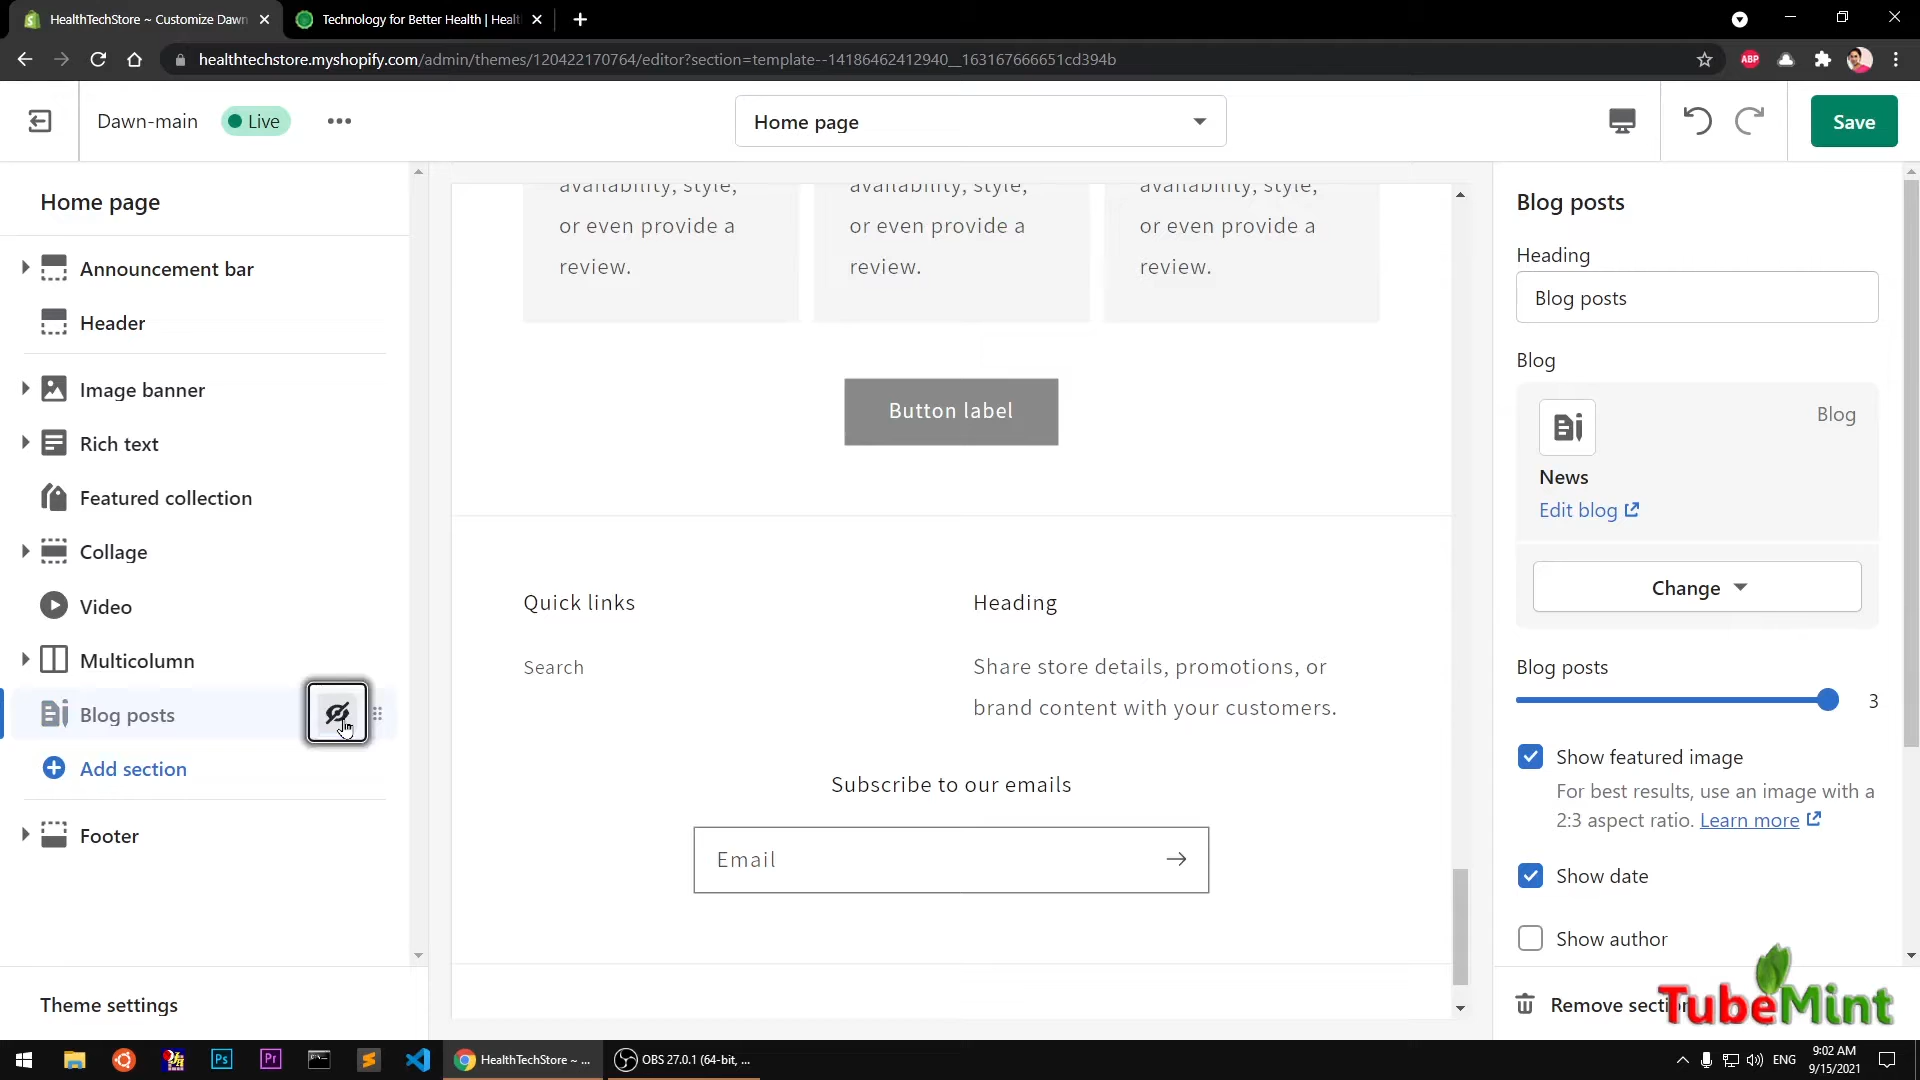 HealthTechStore ~ Customize Dawn
Technology for Better Health | Healt
healthtechstore.myshopify.com/admin/themes/120422170764/editor?section=template--14186462412940__163167666651cd394b
ABP
Dawn-main
Live
Home page
Save
Home page
Announcement bar
Header
Image banner
Rich text
Featured collection
Collage
Video
Multicolumn
Blog posts
Add section
Footer
Theme settings
availability, style,
or even provide a
review.
availability, style,
or even provide a
review.
availability, style,
or even provide a
review.
Button label
Quick links
Search
Heading
Share store details, promotions, or
brand content with your customers.
Subscribe to our emails
Email
Blog posts
Heading
Blog posts
Blog
Blog
News
Edit blog
Change
Blog posts
3
Show featured image
For best results, use an image with a
2:3 aspect ratio. Learn more
Show date
Show author
Remove section
TubeMint
Ps
Pr
HealthTechStore ~ ...
OBS 27.0.1 (64-bit, ...
ENG
9:02 AM
9/15/2021